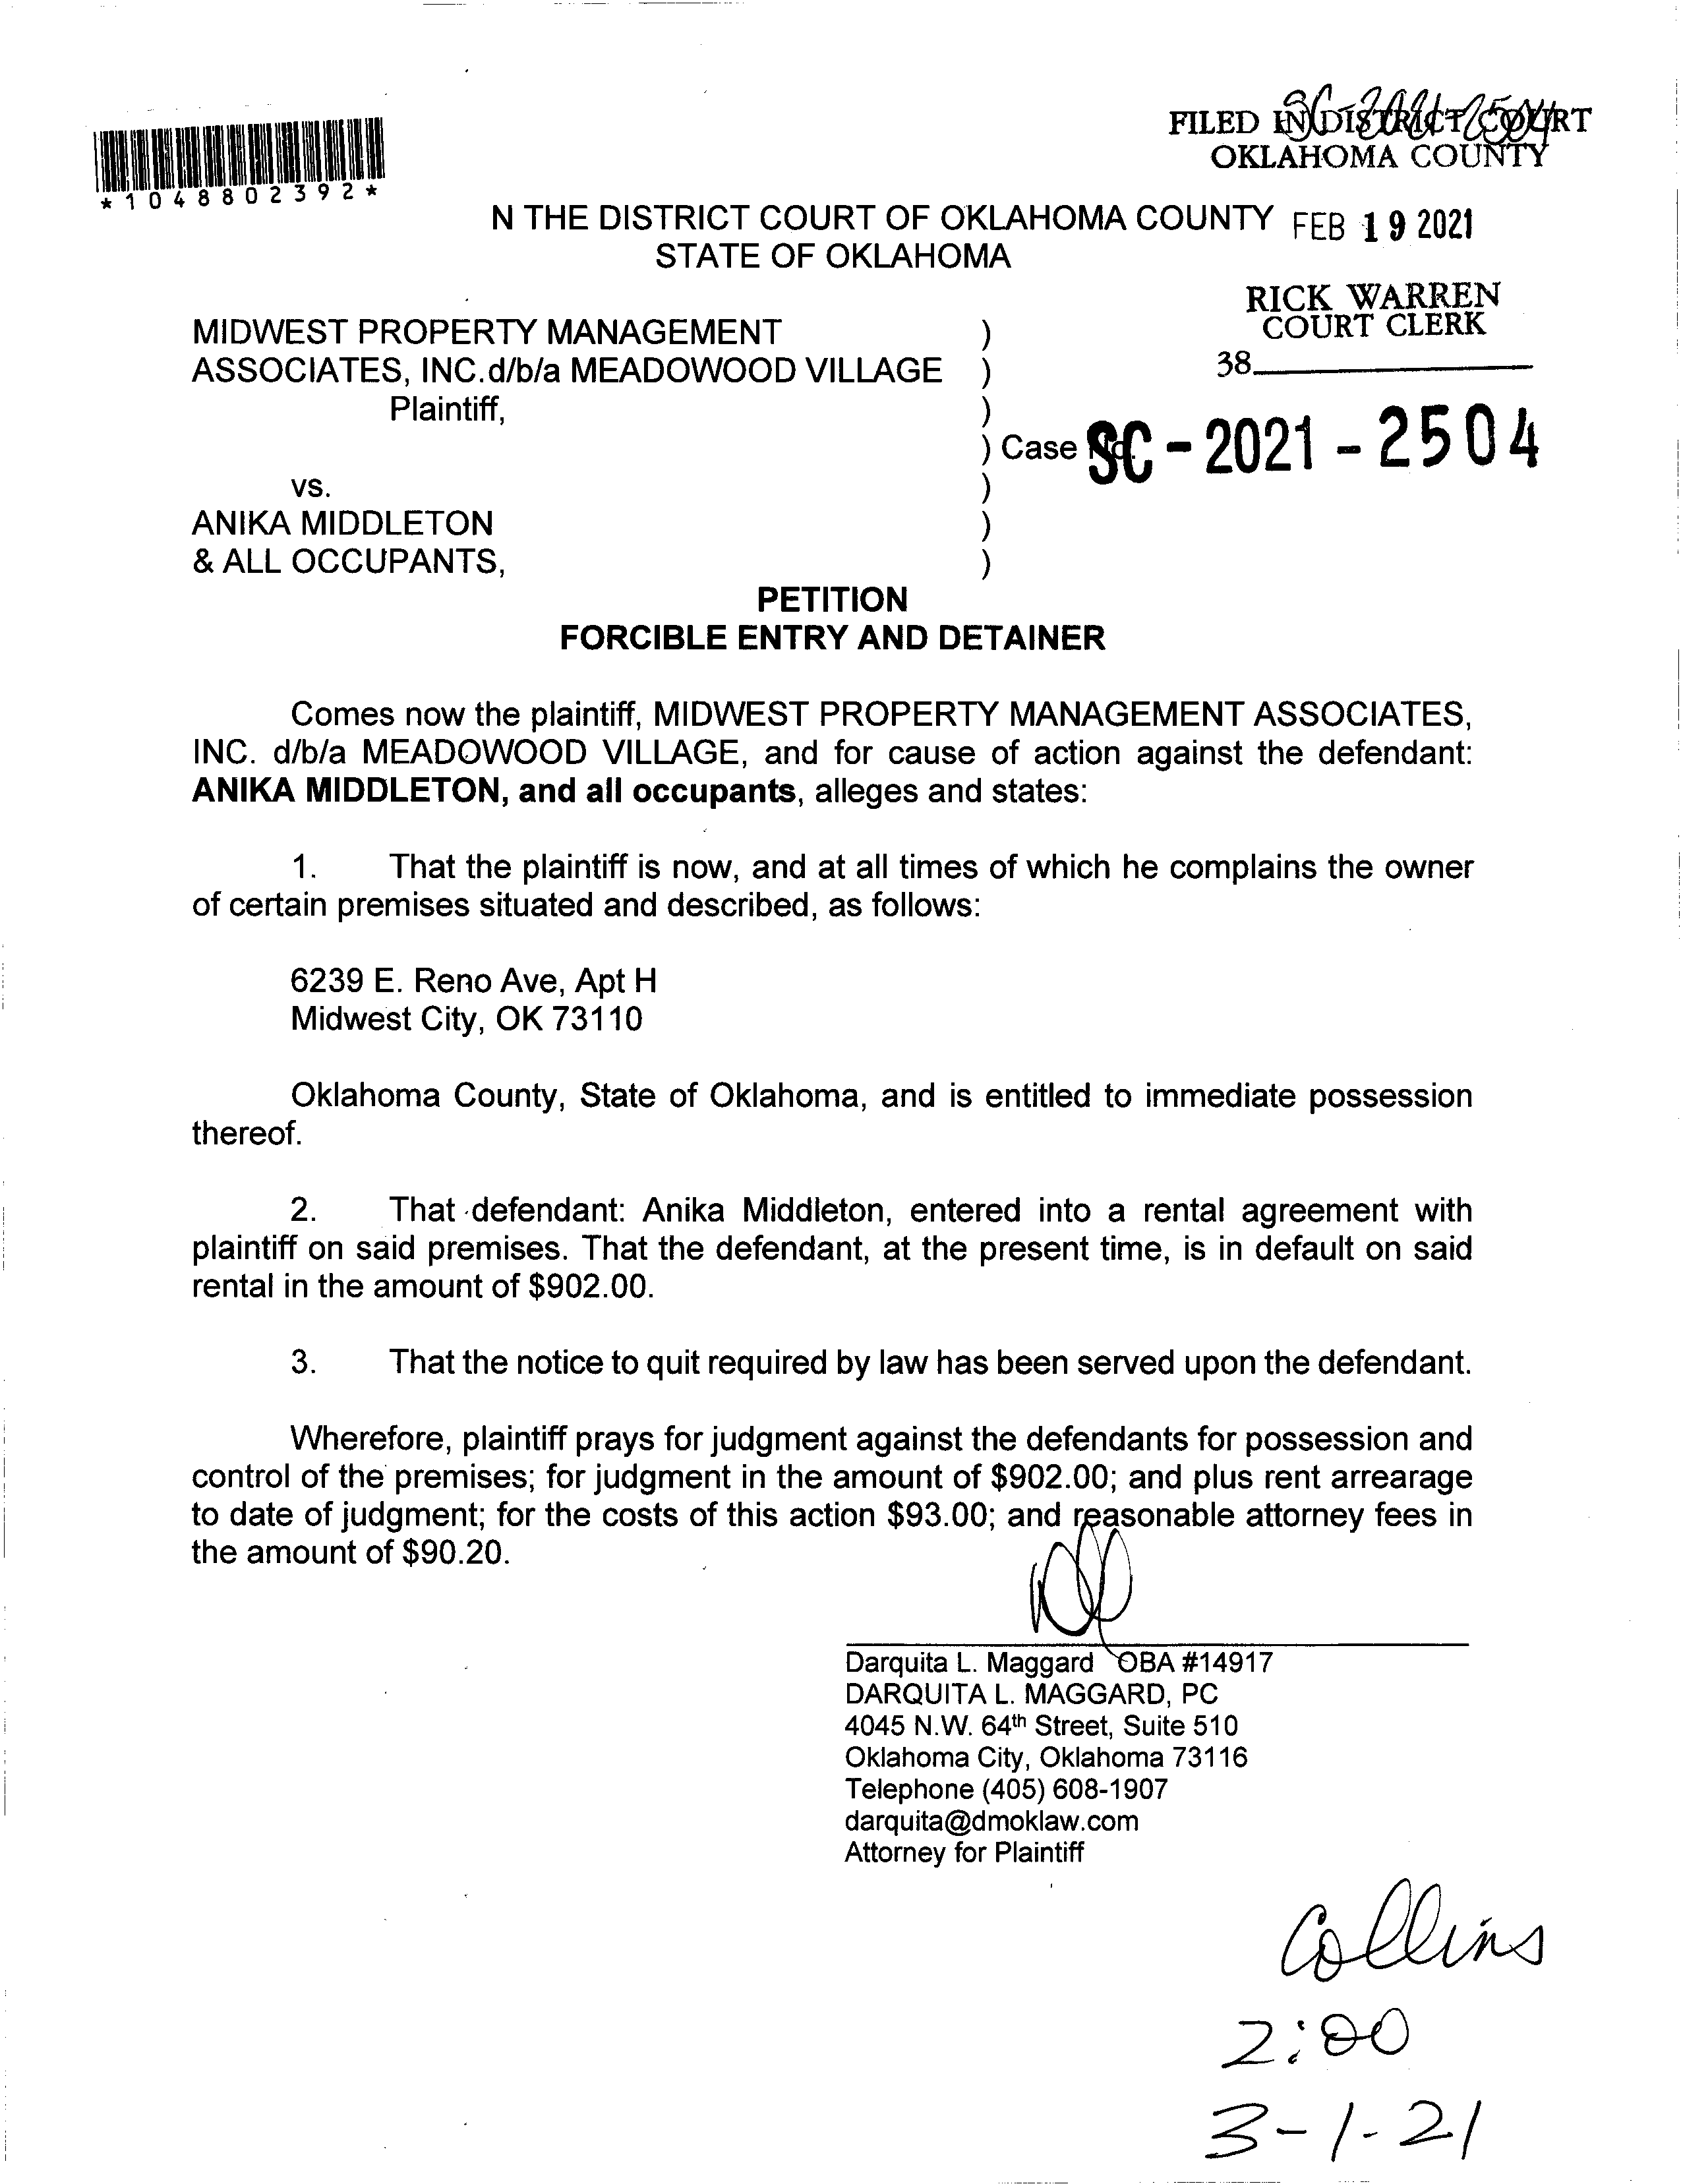 SC-2021-2504
FILED IN DISTRICT COURT
OKLAHOMA COUNTY
*1048802392*
N THE DISTRICT COURT OF OKLAHOMA COUNTY FEB 19 2021
STATE OF OKLAHOMA
RICK WARREN
COURT CLERK
38
MIDWEST PROPERTY MANAGEMENT )
ASSOCIATES, INC.d/b/a MEADOWOOD VILLAGE )
Plaintiff, )
) Case No. SC - 2021 - 2504
vs. )
ANIKA MIDDLETON )
& ALL OCCUPANTS, )
PETITION
FORCIBLE ENTRY AND DETAINER
Comes now the plaintiff, MIDWEST PROPERTY MANAGEMENT ASSOCIATES,
INC. d/b/a MEADOWOOD VILLAGE, and for cause of action against the defendant:
ANIKA MIDDLETON, and all occupants, alleges and states:
1. That the plaintiff is now, and at all times of which he complains the owner
of certain premises situated and described, as follows:
6239 E. Reno Ave, Apt H
Midwest City, OK 73110
Oklahoma County, State of Oklahoma, and is entitled to immediate possession
thereof.
2. That defendant: Anika Middleton, entered into a rental agreement with
plaintiff on said premises. That the defendant, at the present time, is in default on said
rental in the amount of $902.00.
3. That the notice to quit required by law has been served upon the defendant.
Wherefore, plaintiff prays for judgment against the defendants for possession and
control of the premises; for judgment in the amount of $902.00; and plus rent arrearage
to date of judgment; for the costs of this action $93.00; and reasonable attorney fees in
the amount of $90.20.
Darquita L. Maggard OBA #14917
DARQUITA L. MAGGARD, PC
4045 N.W. 64th Street, Suite 510
Oklahoma City, Oklahoma 73116
Telephone (405) 608-1907
darquita@dmoklaw.com
Attorney for Plaintiff
Collins
2:00
3-1-21